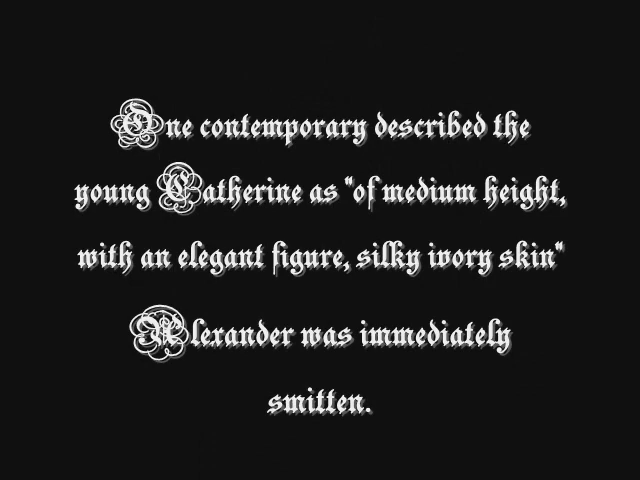 One contemporary described the
young Catherine as "of medium height,
with an elegant figure, silky ivory skin"
Alexander was immediately
smitten.